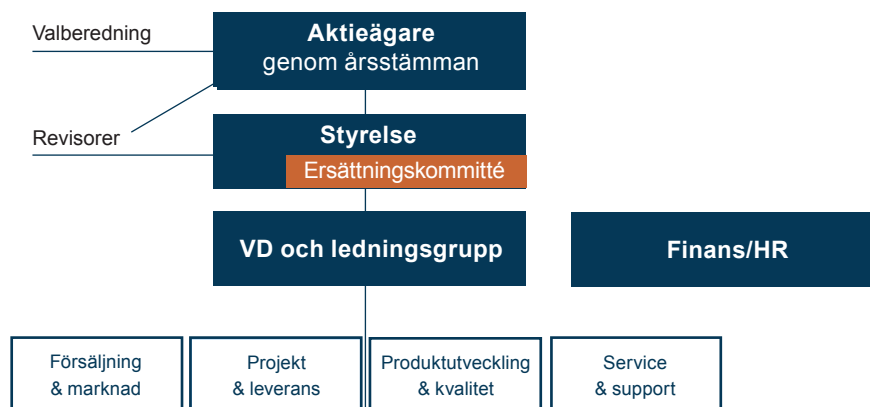 Valberedning
Aktieägare
genom årsstämman
Revisorer
Styrelse
Ersättningskommitté
VD och ledningsgrupp
Finans/HR
Försäljning
& marknad
Projekt
& leverans
Produktutveckling
& kvalitet
Service
& support